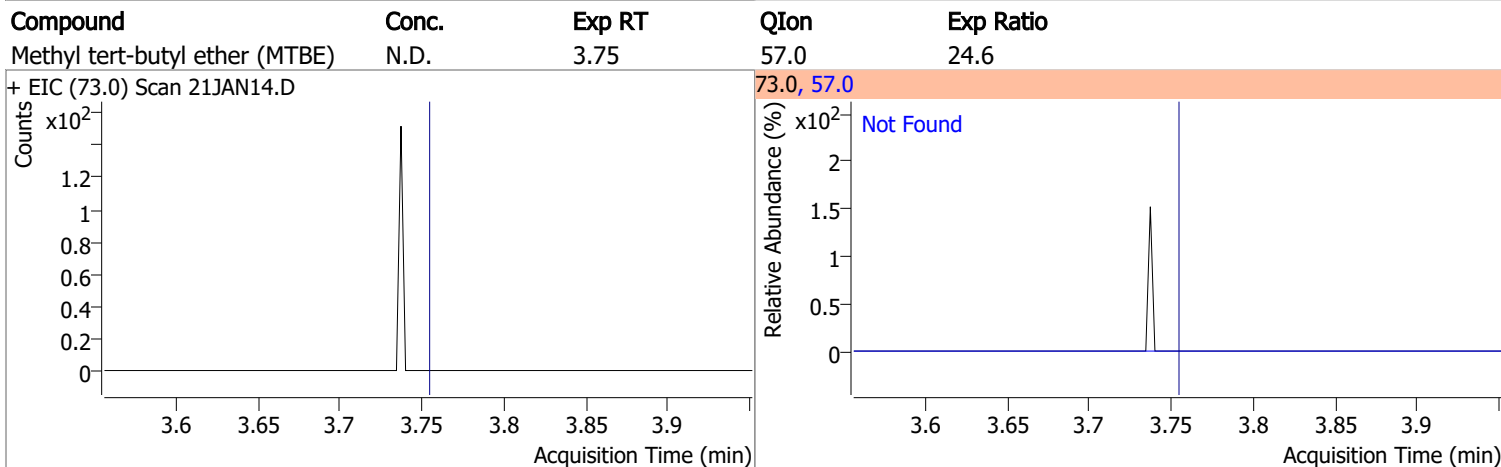 Compound Conc. Exp RT QIon Exp Ratio
Methyl tert-butyl ether (MTBE) N.D. 3.75 57.0 24.6
+ EIC (73.0) Scan 21JAN14.D
Counts
x10²
1.2
1
0.8
0.6
0.4
0.2
0
3.6 3.65 3.7 3.75 3.8 3.85 3.9
Acquisition Time (min)
73.0, 57.0
Relative Abundance (%)
x10²
Not Found
2
1.5
1
0.5
0
3.6 3.65 3.7 3.75 3.8 3.85 3.9
Acquisition Time (min)